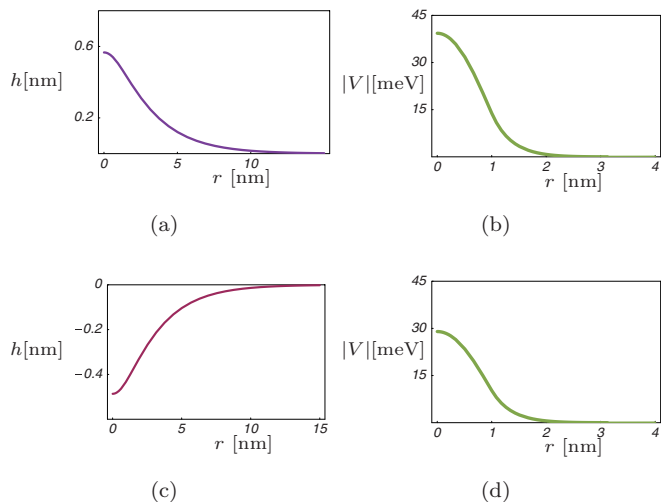 0.6
h[nm]
0.2
0 5 10
r [nm]
(a)
45
|V|[meV]
30
15
0 1 2 3 4
r [nm]
(b)
0
−0.2
h[nm]
−0.4
0 5 10 15
r [nm]
(c)
45
|V|[meV]
30
15
0 1 2 3 4
r [nm]
(d)